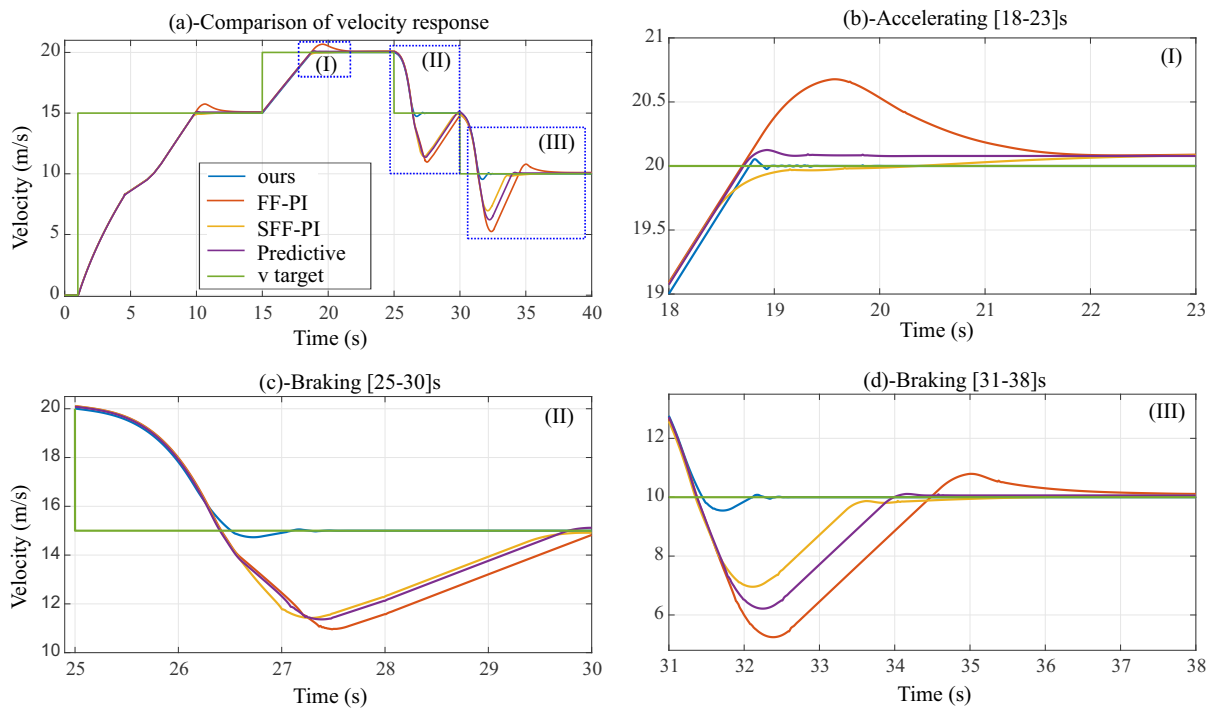 (a)-Comparison of velocity response
20
15
10
5
0
Velocity (m/s)
(I)
(II)
(III)
ours
FF-PI
SFF-PI
Predictive
v target
0 5 10 15 20 25 30 35 40
Time (s)
(b)-Accelerating [18-23]s
(I)
21
20.5
20
19.5
19
18 19 20 21 22 23
Time (s)
(c)-Braking [25-30]s
(II)
20
18
16
14
12
10
Velocity (m/s)
25 26 27 28 29 30
Time (s)
(d)-Braking [31-38]s
(III)
12
10
8
6
31 32 33 34 35 36 37 38
Time (s)